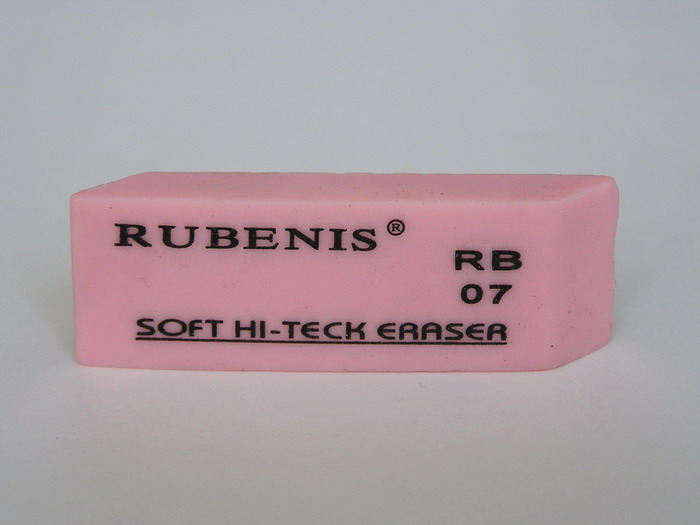 RUBENIS®
RB
07
SOFT HI-TECK ERASER